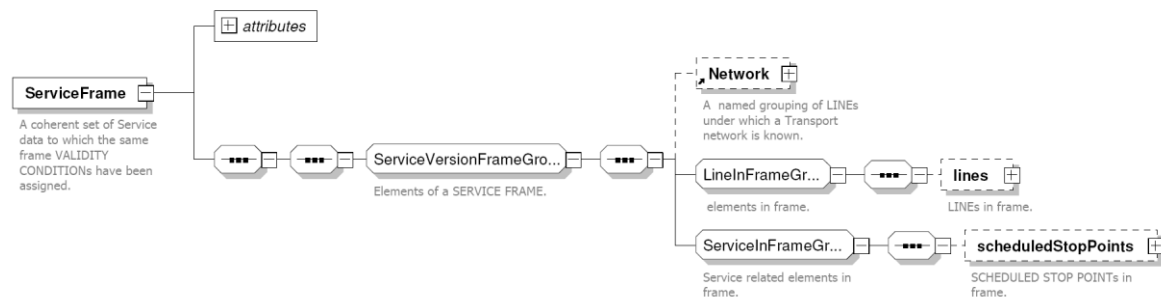 attributes
ServiceFrame
A coherent set of Service
data to which the same
frame VALIDITY
CONDITIONs have been
assigned.
ServiceVersionFrameGro...
Elements of a SERVICE FRAME.
Network
A named grouping of LINEs
under which a Transport
network is known.
LineInFrameGr...
elements in frame.
lines
LINEs in frame.
ServiceInFrameGr...
Service related elements in
frame.
scheduledStopPoints
SCHEDULED STOP POINTs in
frame.